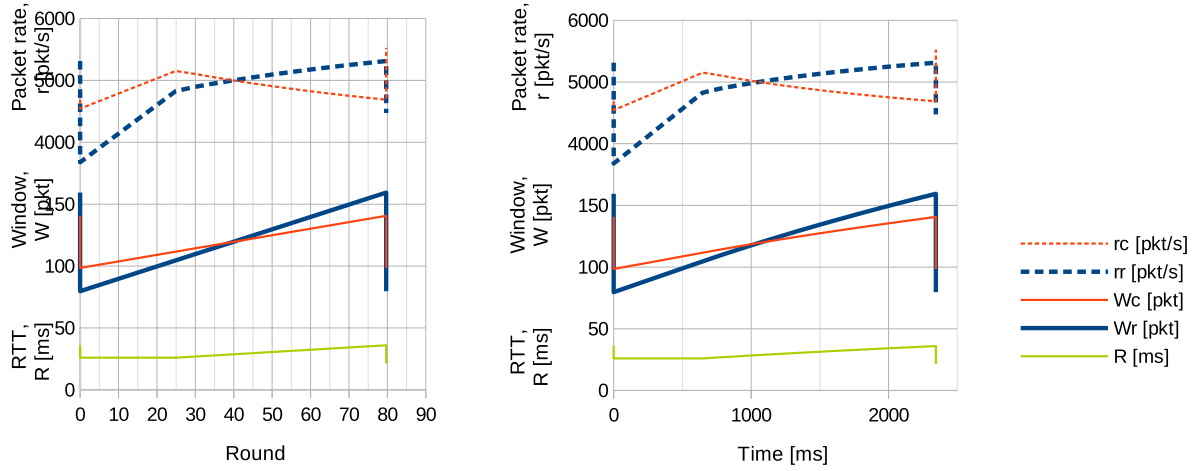 Packet rate,
r [pkt/s]
6000
5000
4000
Window,
W [pkt]
150
100
RTT,
R [ms]
50
0
0 10 20 30 40 50 60 70 80 90
Round
Packet rate,
r [pkt/s]
6000
5000
4000
Window,
W [pkt]
150
100
RTT,
R [ms]
50
0
0 1000 2000
Time [ms]
rc [pkt/s]
rr [pkt/s]
Wc [pkt]
Wr [pkt]
R [ms]